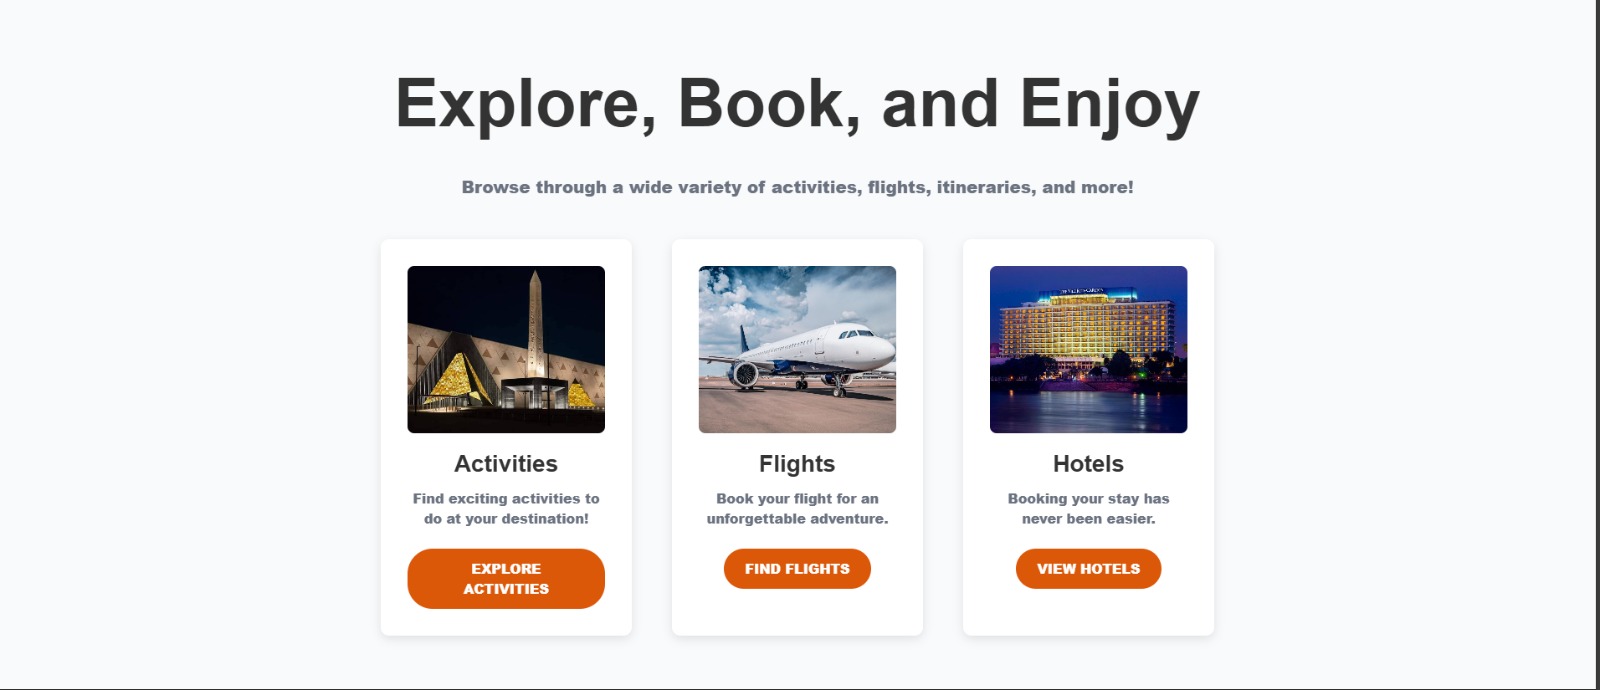 Explore, Book, and Enjoy
Browse through a wide variety of activities, flights, itineraries, and more!
Activities
Find exciting activities to
do at your destination!
EXPLORE
ACTIVITIES
Flights
Book your flight for an
unforgettable adventure.
FIND FLIGHTS
Hotels
Booking your stay has
never been easier.
VIEW HOTELS